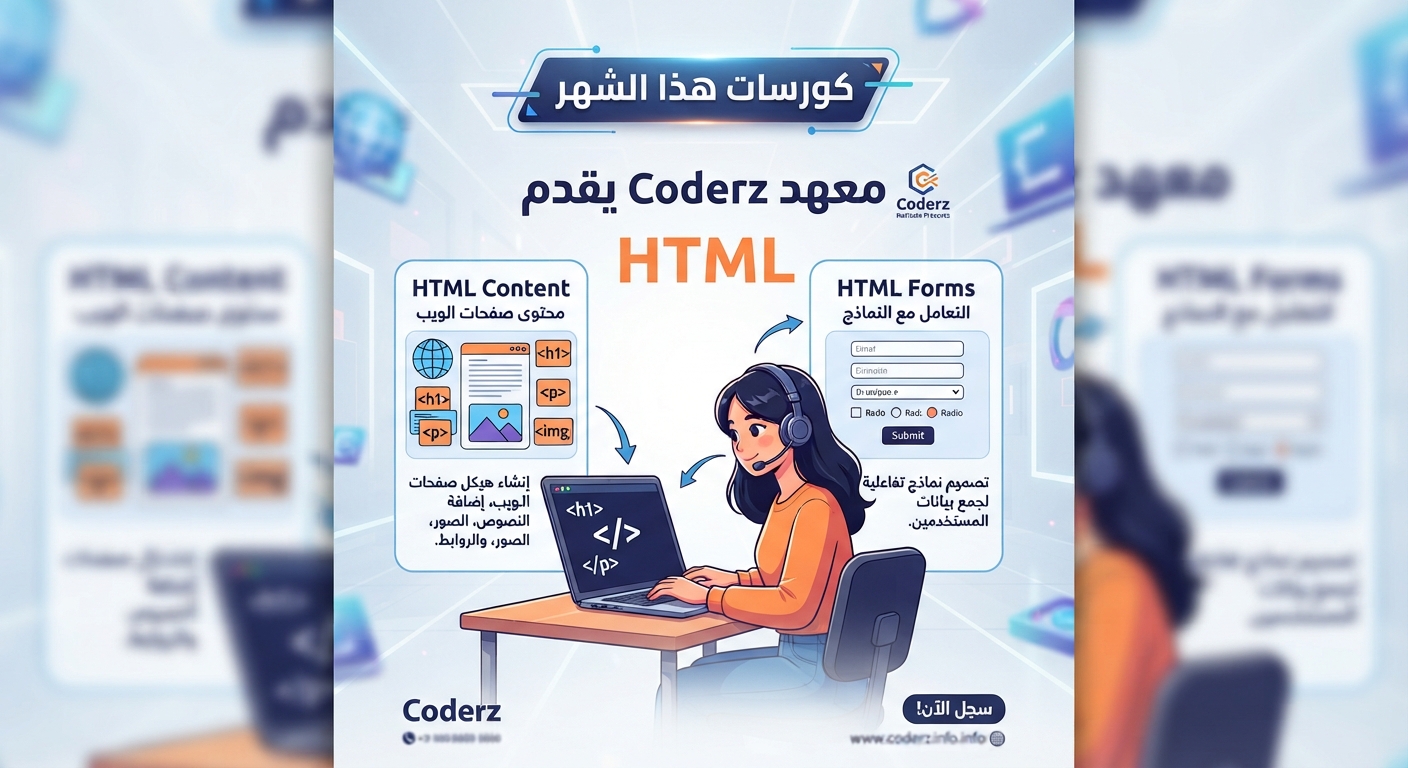 كورسات هذا الشهر
معهد Coderz يقدم
Coderz
HTML
HTML Content
محتوى صفحات الويب
<h1>
<h1>
<p>
<p>
<img,
إنشاء هيكل صفحات
الويب، إضافة
النصوص، الصور،
الصور، والروابط.
HTML Forms
التعامل مع النماذج
Rado
Radio
Submit
تصموم نماذج تفاعلية
لجمع بيانات
المستخدمين.
<h1>
</>
</p>
Coderz
سجل الآن!
www.coderz.info.info